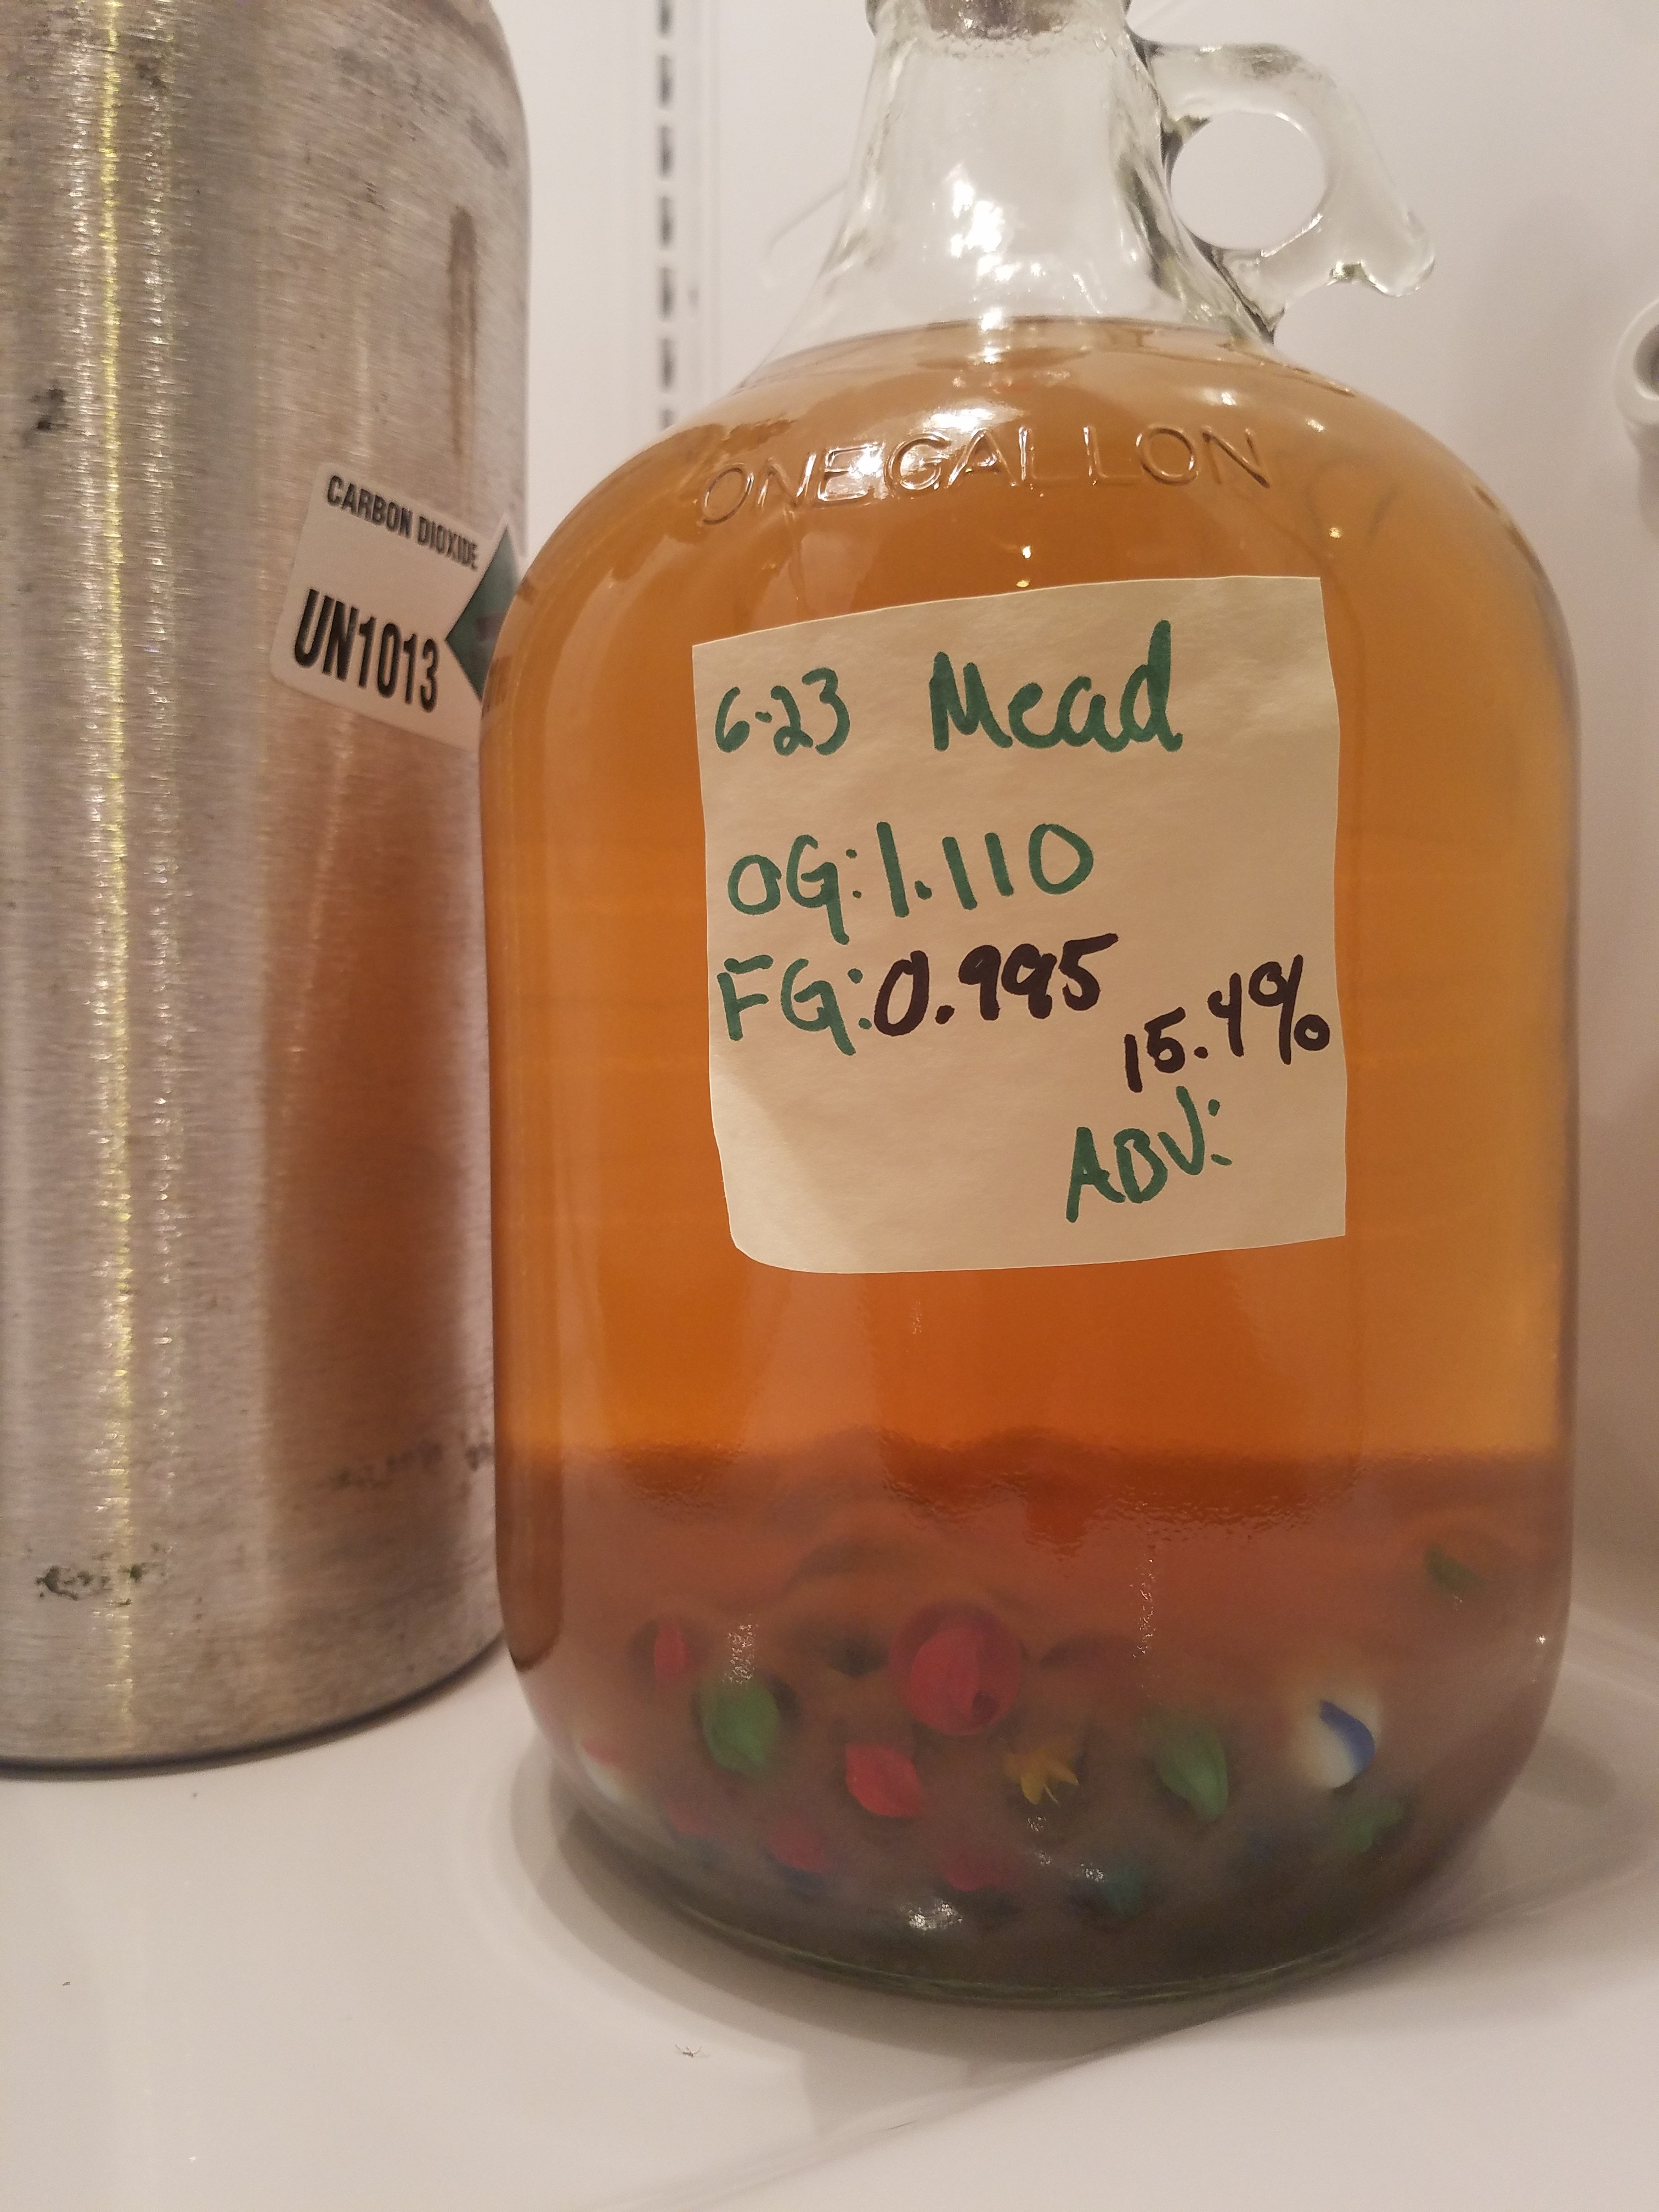 CARBON DIOXIDE
UN1013
ONE GALLON
6-23 Mead
OG: 1.110
FG: 0.995
15.4%
ABV: